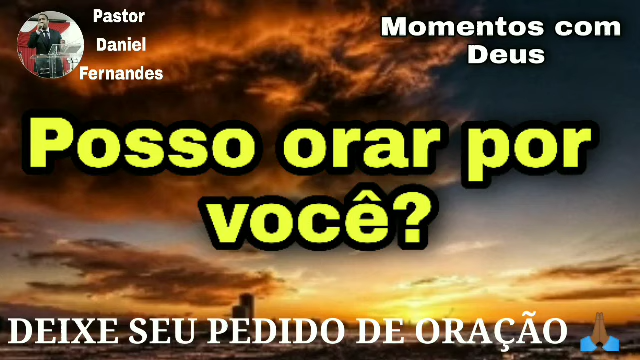 Pastor
Daniel
Fernandes
Momentos com
Deus
Posso orar por
você?
DEIXE SEU PEDIDO DE ORAÇÃO 🙏🏾